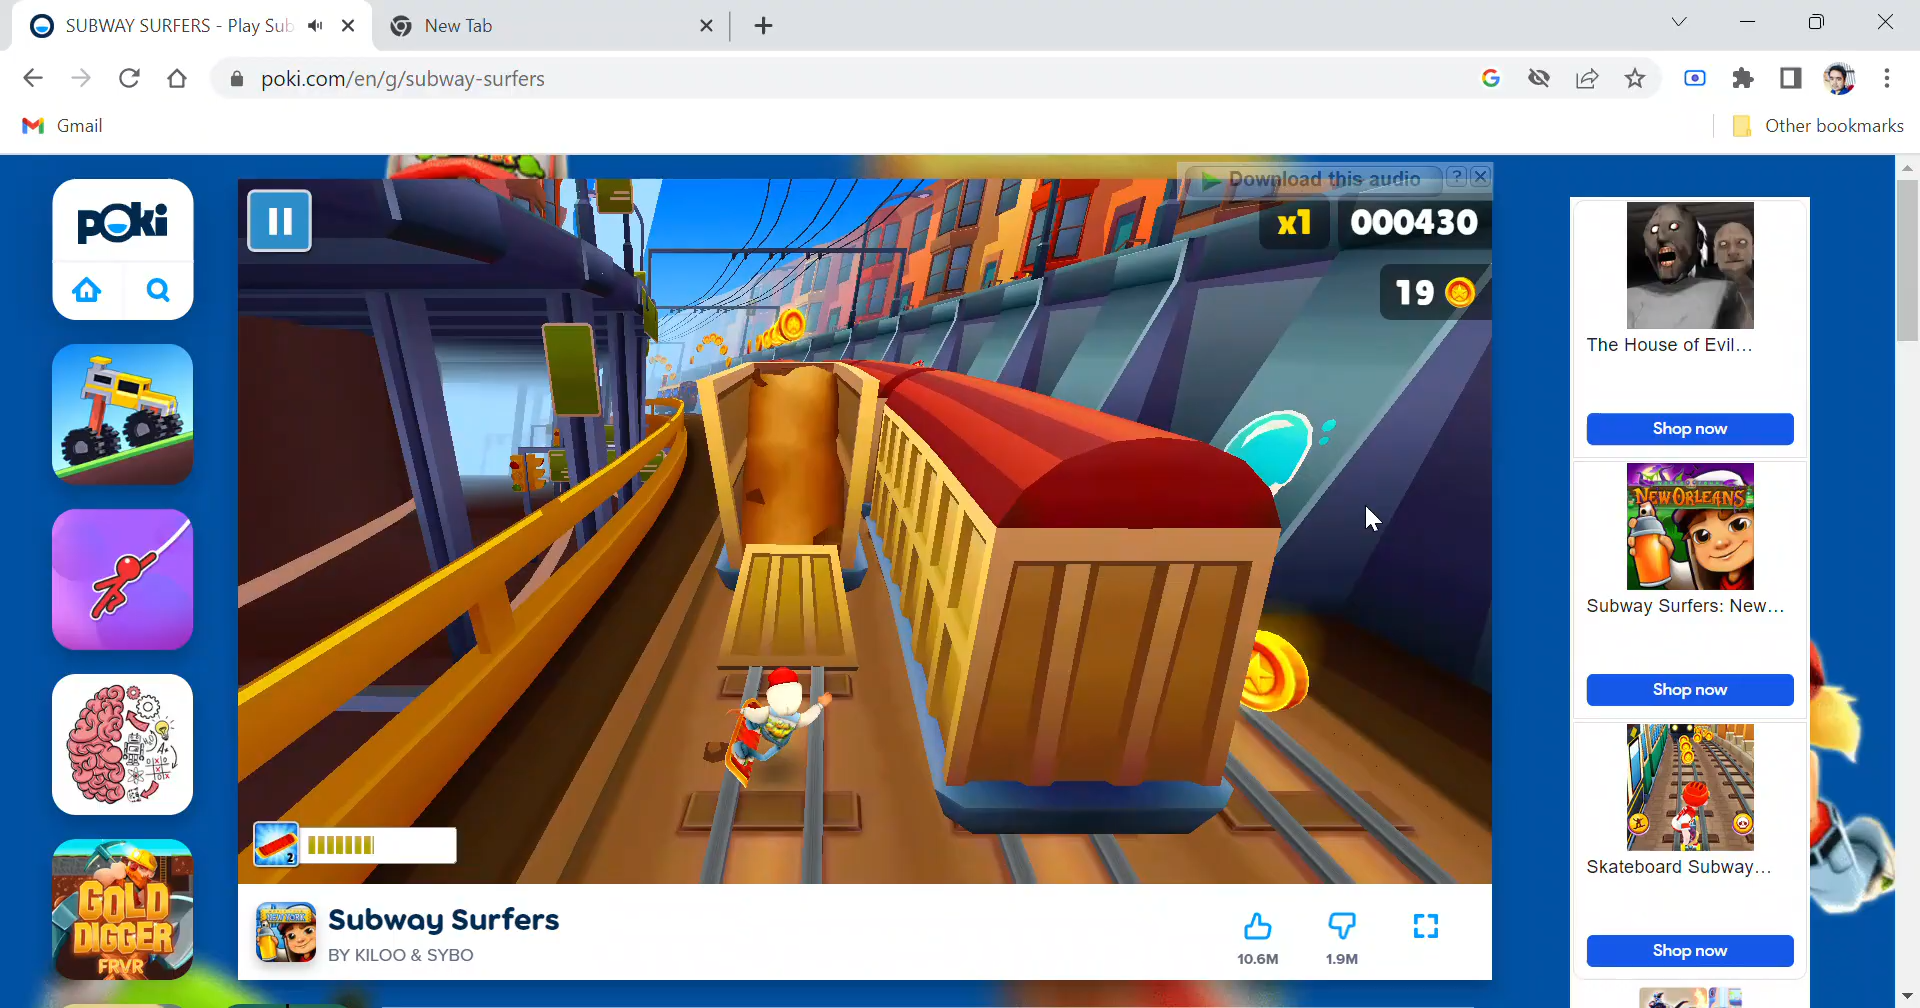 SUBWAY SURFERS - Play Sub
New Tab
poki.com/en/g/subway-surfers
Gmail
Other bookmarks
poki
Download this audio ?
x1 000430
19
2
GOLD
DIGGER
FRVR
Subway Surfers
BY KILOO & SYBO
10.6M
1.9M
The House of Evil...
Shop now
NEW ORLEANS
Subway Surfers: New...
Shop now
Skateboard Subway...
Shop now